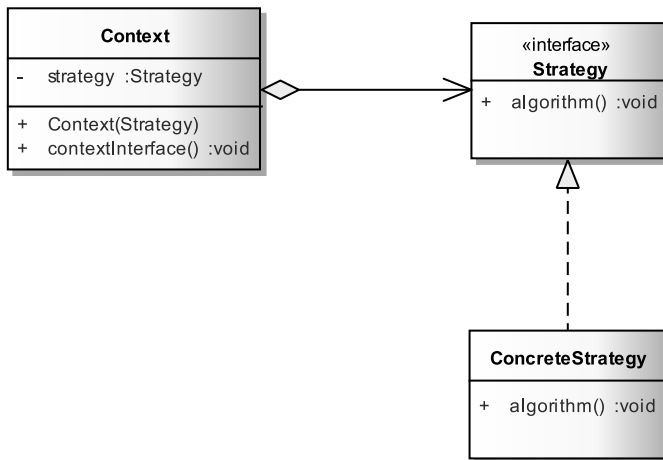 Context
- strategy :Strategy
+ Context(Strategy)
+ contextInterface() :void
«interface»
Strategy
+ algorithm() :void
ConcreteStrategy
+ algorithm() :void